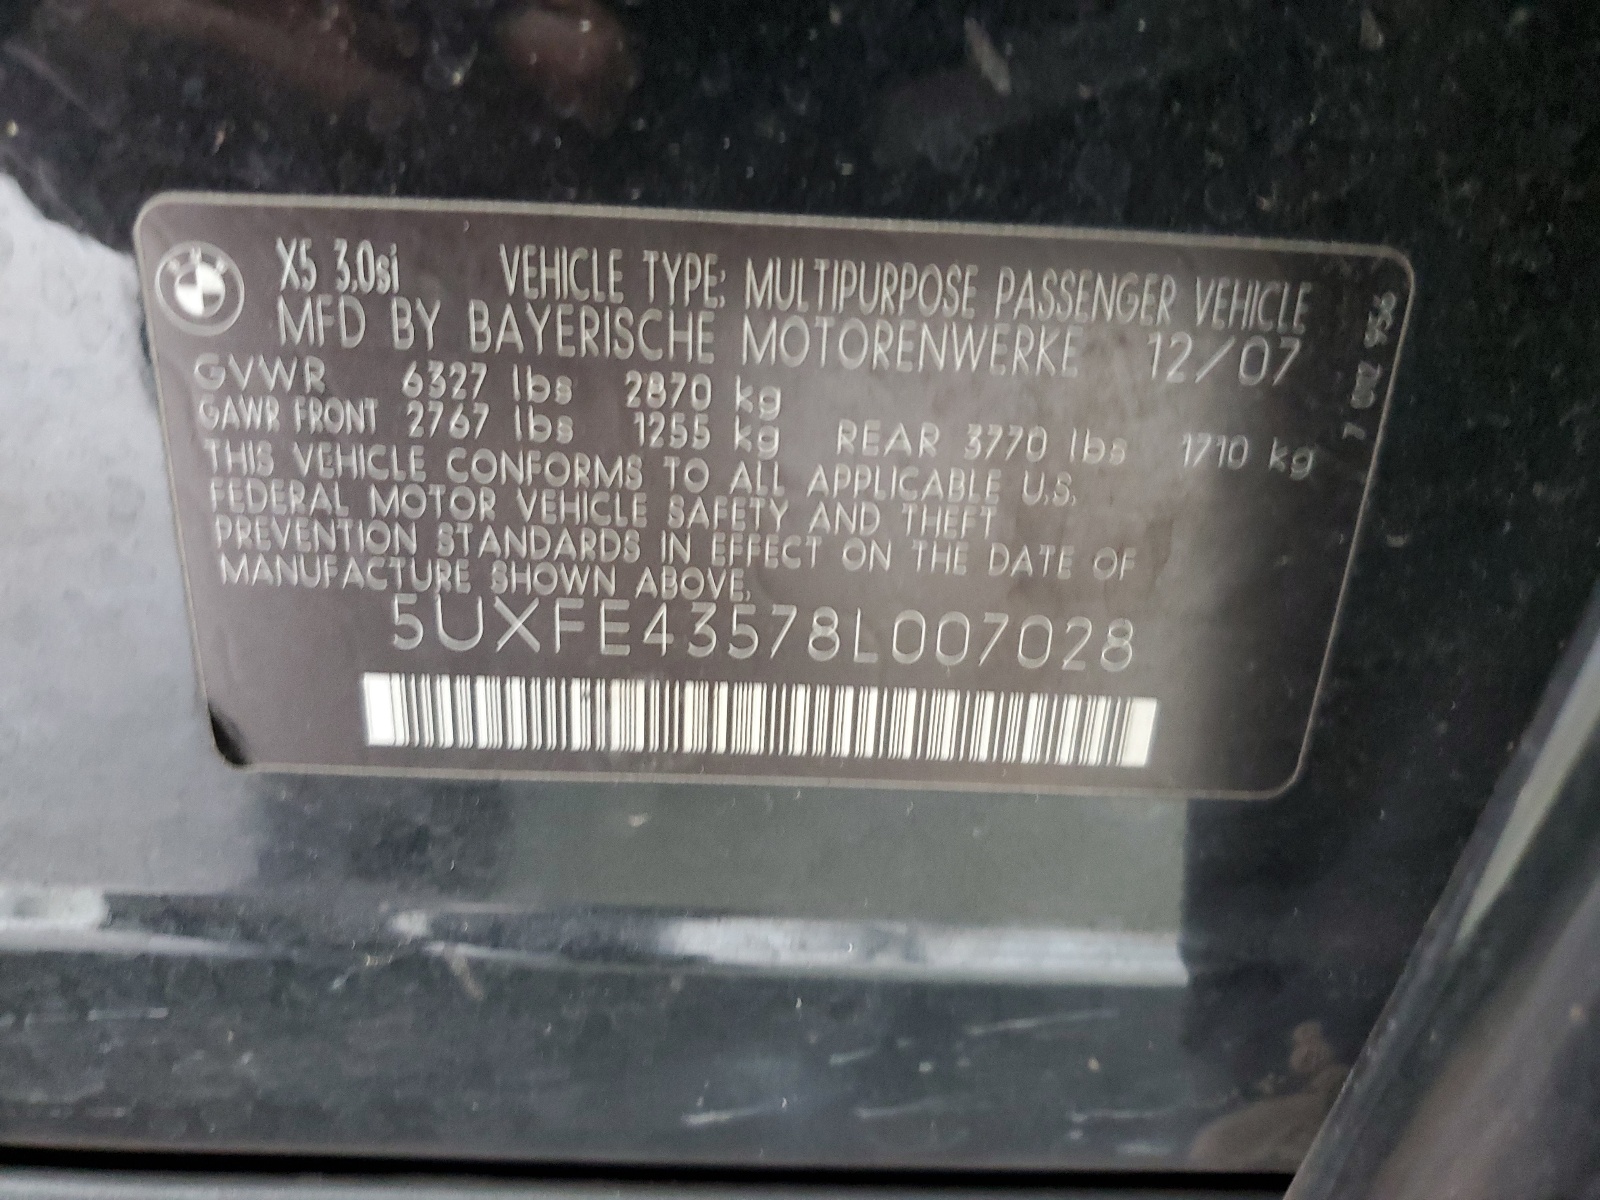 BMW
X5 3.0si VEHICLE TYPE: MULTIPURPOSE PASSENGER VEHICLE
MFD BY BAYERISCHE MOTORENWERKE 12/07
GVWR 6327 lbs 2870 kg
GAWR FRONT 2767 lbs 1255 kg REAR 3770 lbs 1710 kg
THIS VEHICLE CONFORMS TO ALL APPLICABLE U.S.
FEDERAL MOTOR VEHICLE SAFETY AND THEFT
PREVENTION STANDARDS IN EFFECT ON THE DATE OF
MANUFACTURE SHOWN ABOVE.
5UXFE43578L007028